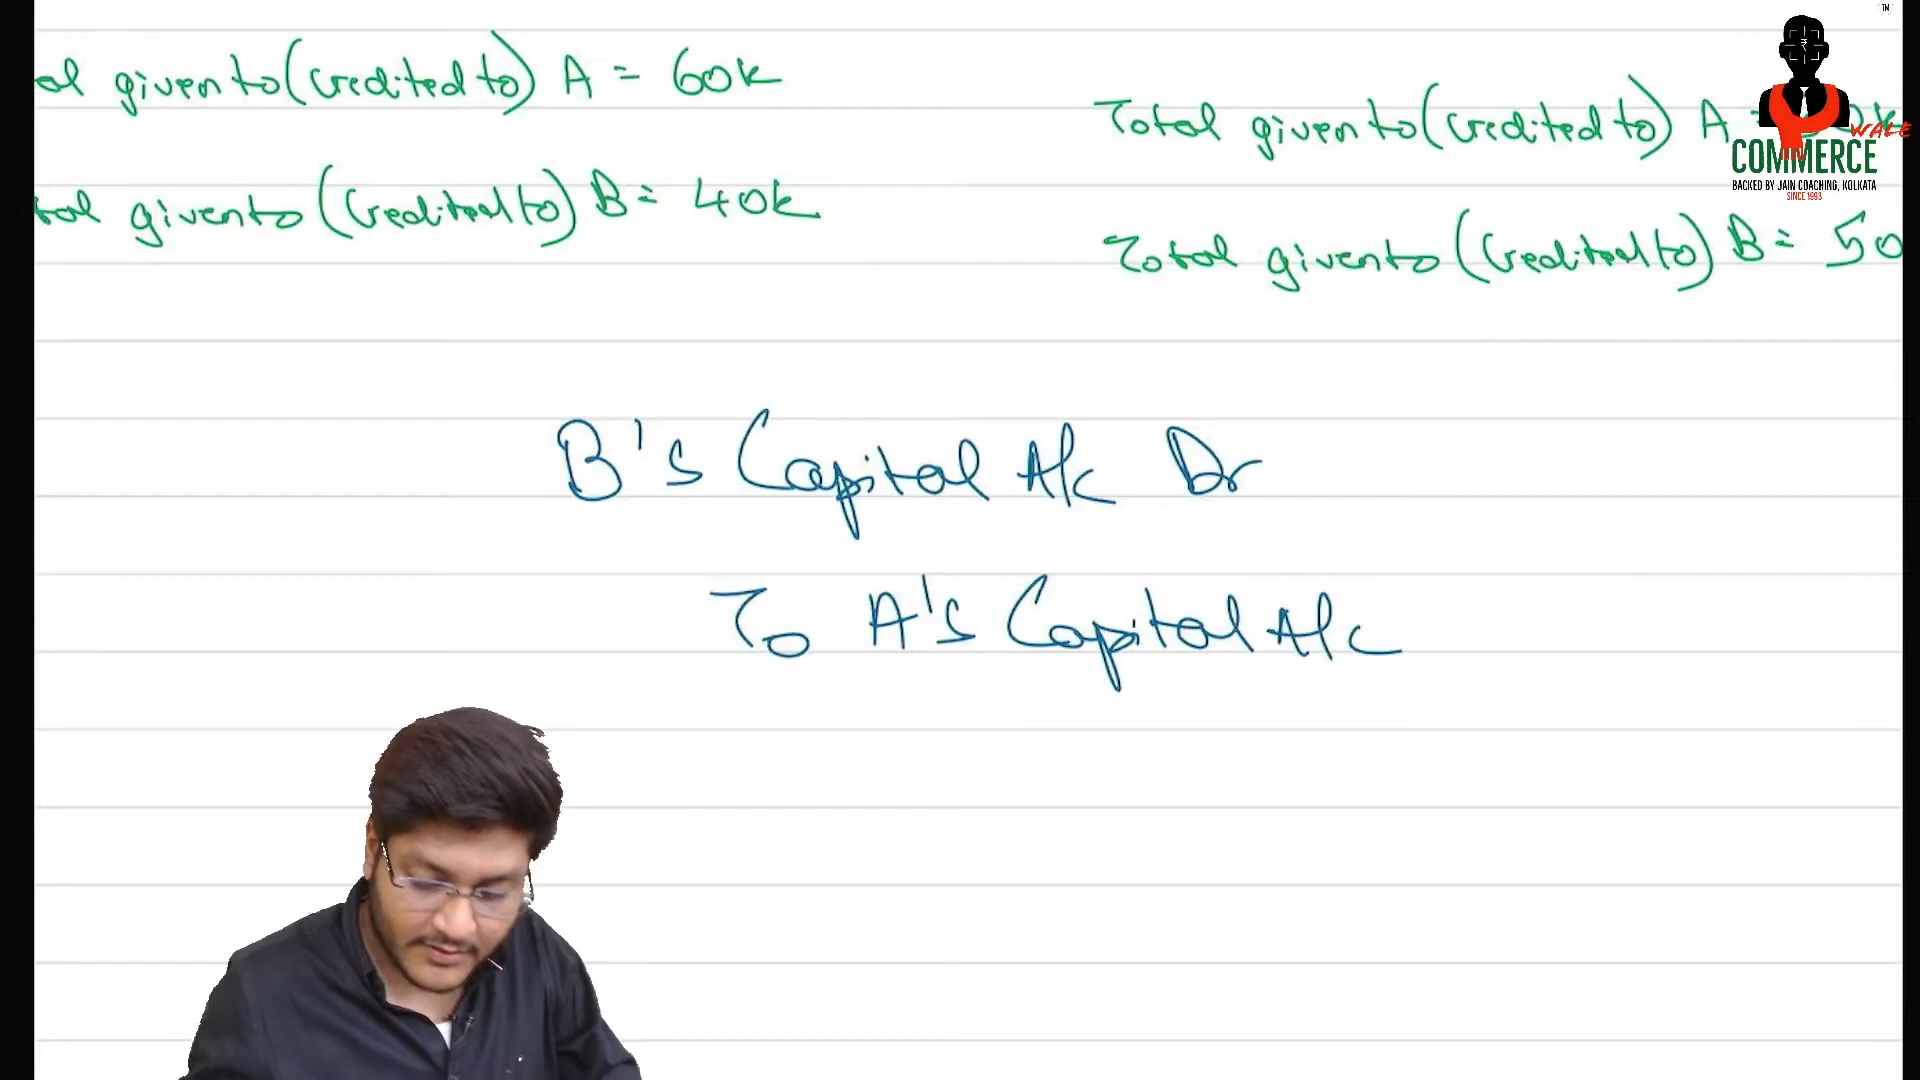 given to (credited to) A = 60k
given to (credited to) B = 40k
Total given to (credited to) A
Total given to (credited to) B = 50
B's Capital A/c Dr
To A's Capital A/c
TM
WALE
COMMERCE
BACKED BY JAIN COACHING, KOLKATA
SINCE 1993